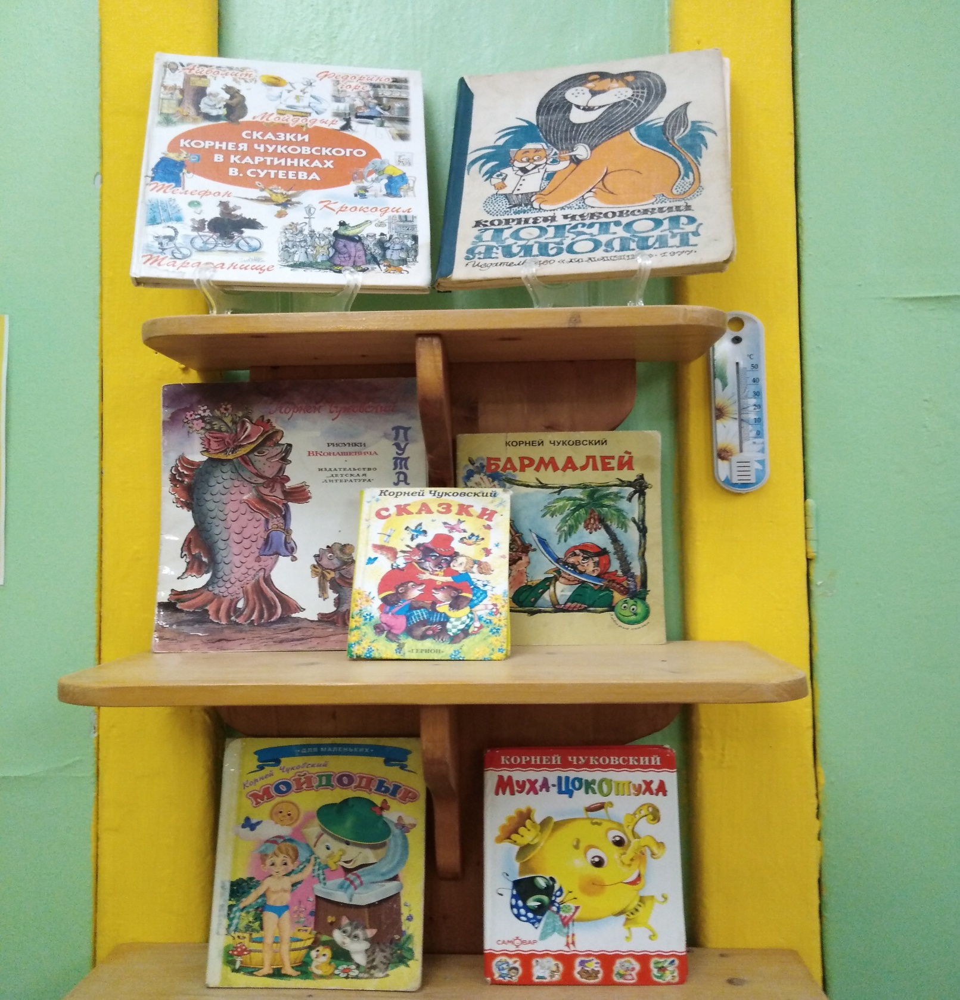 Айболит
Федорино
горе
Мойдодыр
СКАЗКИ
КОРНЕЯ ЧУКОВСКОГО
В КАРТИНКАХ
В. СУТЕЕВА
Телефон
Крокодил
Тараканище
КОРНЕЙ ЧУКОВСКИЙ
ДОКТОР
АЙБОЛИТ
1977
°C
50
40
30
20
10
0
Корней Чуковский
ПУТА
РИСУНКИ
В.КОНАШЕВИЧА
ИЗДАТЕЛЬСТВО
„ДЕТСКАЯ
ЛИТЕРАТУРА"
КОРНЕЙ ЧУКОВСКИЙ
БАРМАЛЕЙ
Корней Чуковский
СКАЗКИ
«ГЕРИОН»
•ДЛЯ МАЛЕНЬКИХ•
Корней Чуковский
МОЙДОДЫР
КОРНЕЙ ЧУКОВСКИЙ
МУХА-ЦОКОТУХА
САМОВАР